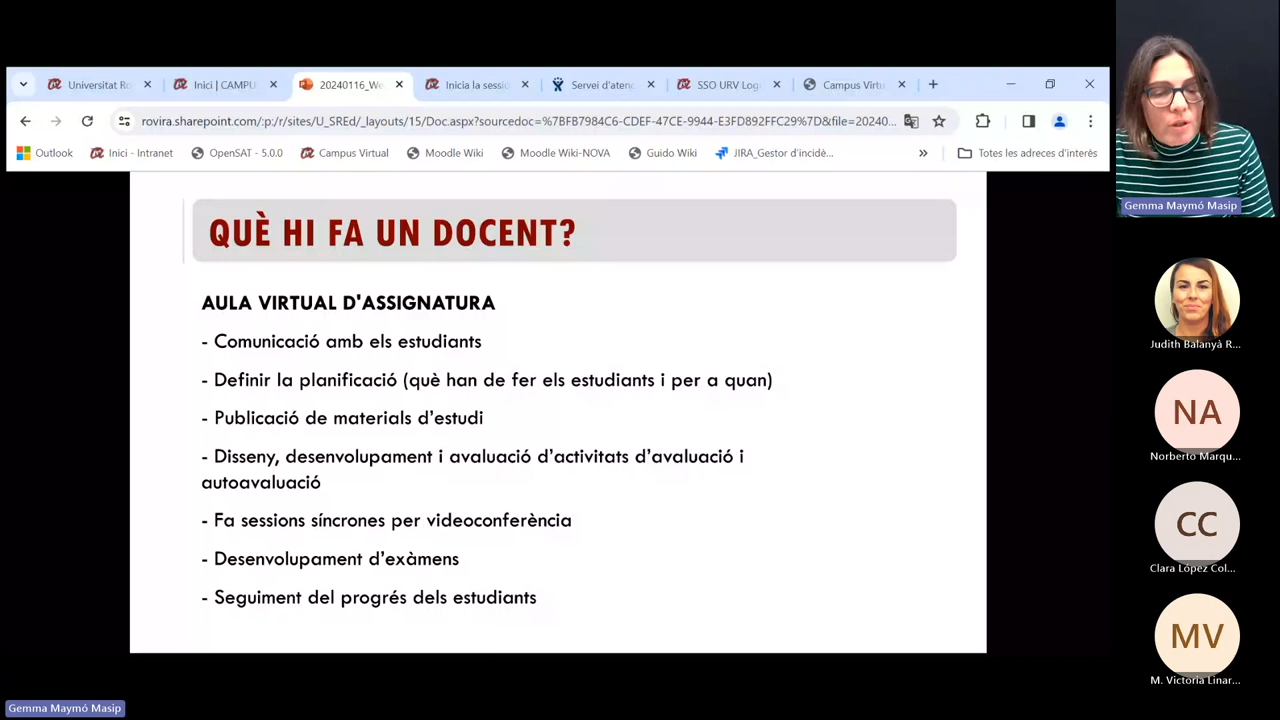 Universitat Ro
Inici | CAMPU
20240116_We
Inicia la sessio
Servei d'atenc
SSO URV Log
Campus Virtu
rovira.sharepoint.com/:p:/r/sites/U_SREd/_layouts/15/Doc.aspx?sourcedoc=%7BFB7984C6-CDEF-47CE-9944-E3FD892FFC29%7D&file=20240...
Outlook
Inici - Intranet
OpenSAT - 5.0.0
Campus Virtual
Moodle Wiki
Moodle Wiki-NOVA
Guido Wiki
JIRA_Gestor d'incidè...
»
Totes les adreces d'interès
QUÈ HI FA UN DOCENT?
AULA VIRTUAL D'ASSIGNATURA
- Comunicació amb els estudiants
- Definir la planificació (què han de fer els estudiants i per a quan)
- Publicació de materials d’estudi
- Disseny, desenvolupament i avaluació d’activitats d’avaluació i
autoavaluació
- Fa sessions síncrones per videoconferència
- Desenvolupament d’exàmens
- Seguiment del progrés dels estudiants
Gemma Maymó Masip
Judith Balanyà R...
NA
Norberto Marqu...
CC
Clara López Col...
MV
M. Victoria Linar...
Gemma Maymó Masip